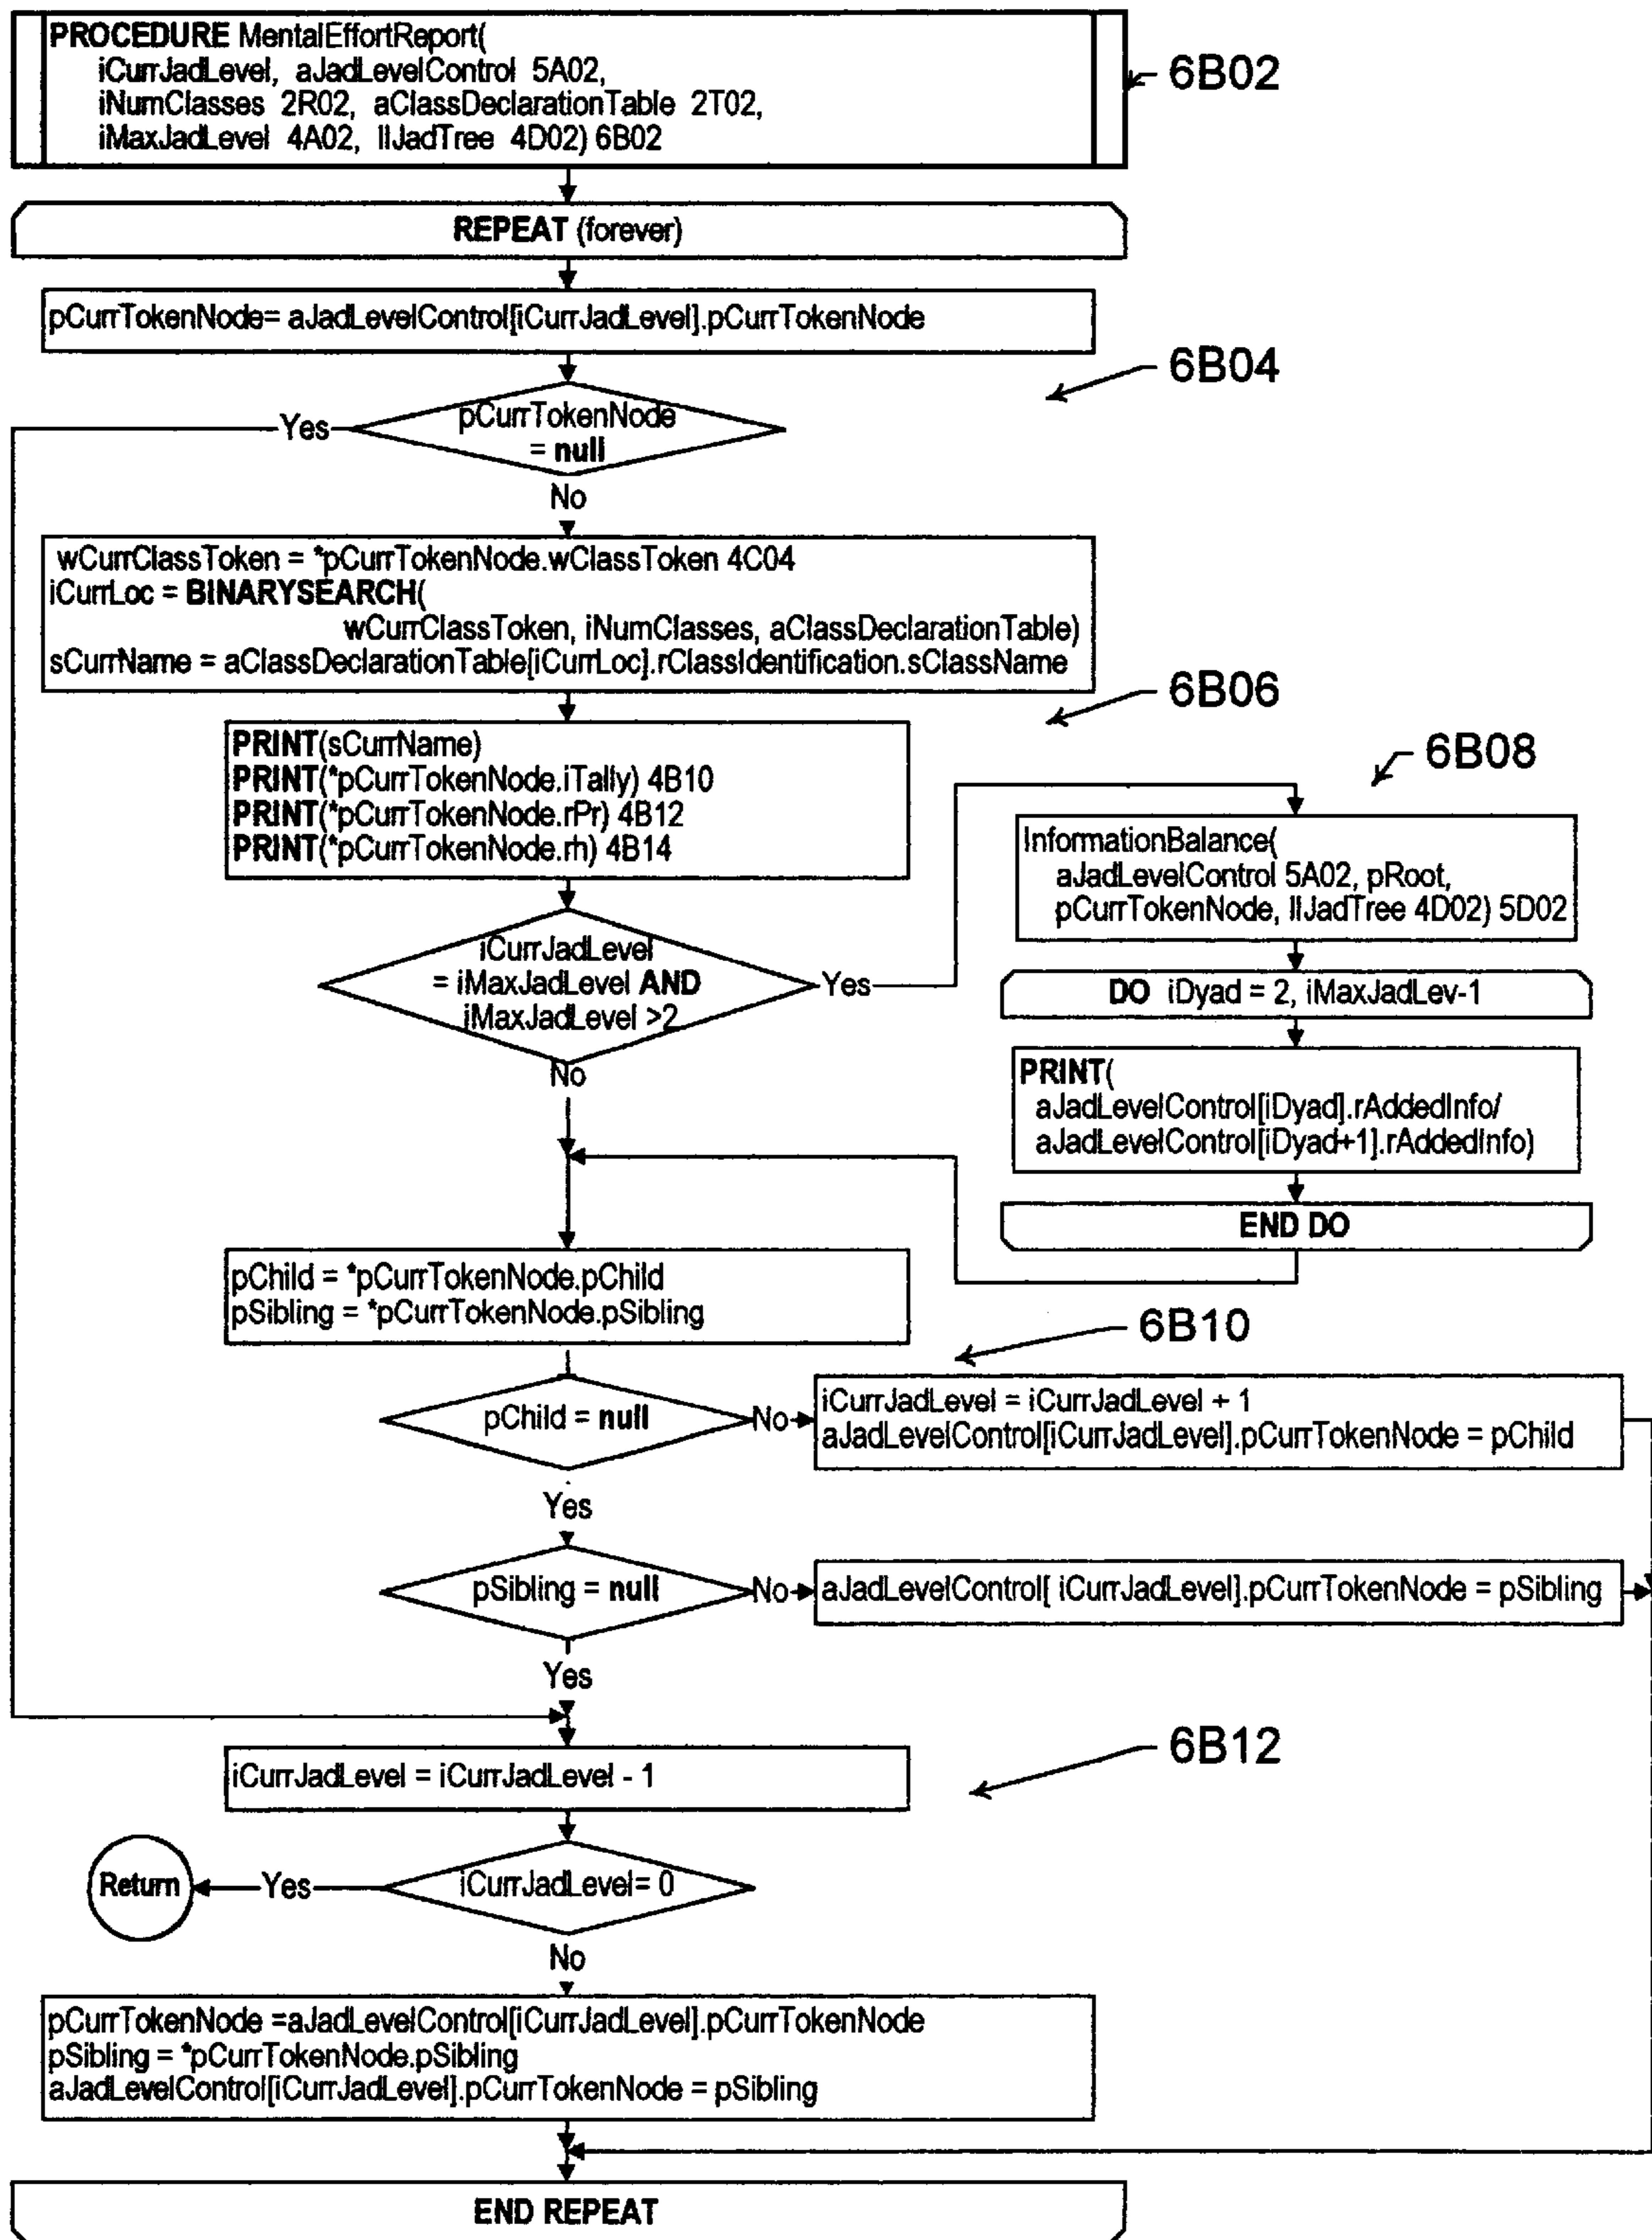 PROCEDURE MentalEffortReport(
iCurrJadLevel, aJadLevelControl 5A02,
iNumClasses 2R02, aClassDeclarationTable 2T02,
iMaxJadLevel 4A02, llJadTree 4D02) 6B02
6B02
REPEAT (forever)
pCurrTokenNode= aJadLevelControl[iCurrJadLevel].pCurrTokenNode
6B04
pCurrTokenNode
= null
Yes
No
wCurrClassToken = *pCurrTokenNode.wClassToken 4C04
iCurrLoc = BINARYSEARCH(
wCurrClassToken, iNumClasses, aClassDeclarationTable)
sCurrName = aClassDeclarationTable[iCurrLoc].rClassIdentification.sClassName
6B06
PRINT(sCurrName)
PRINT(*pCurrTokenNode.iTally) 4B10
PRINT(*pCurrTokenNode.rPr) 4B12
PRINT(*pCurrTokenNode.rh) 4B14
6B08
InformationBalance(
aJadLevelControl 5A02, pRoot,
pCurrTokenNode, llJadTree 4D02) 5D02
iCurrJadLevel
= iMaxJadLevel AND
iMaxJadLevel >2
Yes
No
DO iDyad = 2, iMaxJadLev-1
PRINT(
aJadLevelControl[iDyad].rAddedInfo/
aJadLevelControl[iDyad+1].rAddedInfo)
END DO
pChild = *pCurrTokenNode.pChild
pSibling = *pCurrTokenNode.pSibling
6B10
pChild = null
No
iCurrJadLevel = iCurrJadLevel + 1
aJadLevelControl[iCurrJadLevel].pCurrTokenNode = pChild
Yes
pSibling = null
No
aJadLevelControl[ iCurrJadLevel].pCurrTokenNode = pSibling
Yes
6B12
iCurrJadLevel = iCurrJadLevel - 1
iCurrJadLevel= 0
Yes
Return
No
pCurrTokenNode =aJadLevelControl[iCurrJadLevel].pCurrTokenNode
pSibling = *pCurrTokenNode.pSibling
aJadLevelControl[iCurrJadLevel].pCurrTokenNode = pSibling
END REPEAT